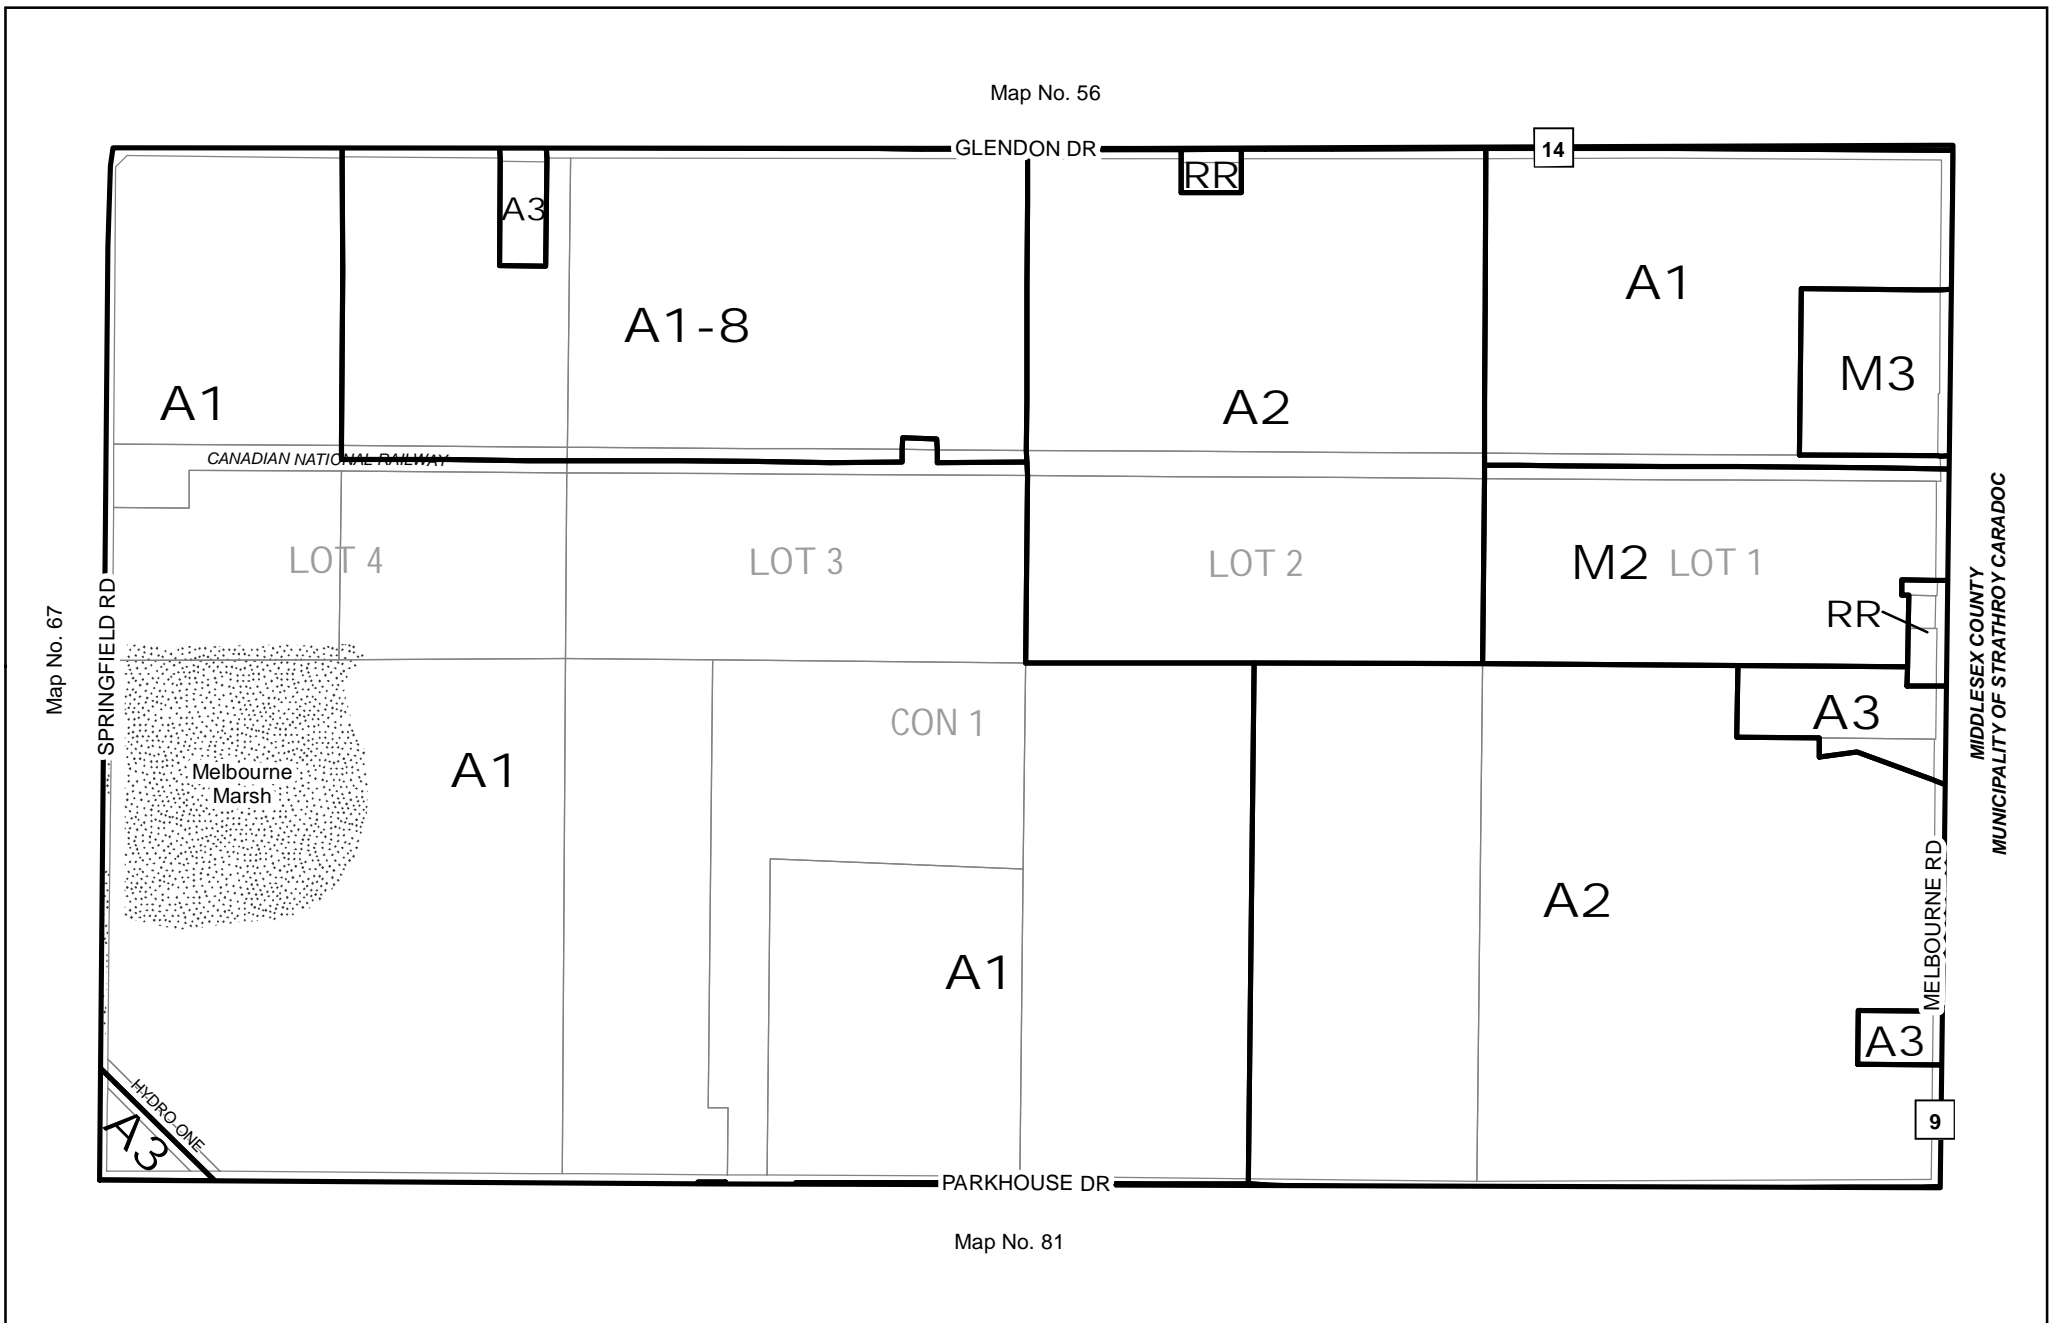 Map No. 56
GLENDON DR
14
RR
A3
A1
A1-8
M3
A1
A2
CANADIAN NATIONAL RAILWAY
LOT 4
LOT 3
LOT 2
M2
LOT 1
RR
Map No. 67
SPRINGFIELD RD
MIDDLESEX COUNTY
MUNICIPALITY OF STRATHROY CARADOC
A3
CON 1
A1
Melbourne
Marsh
A2
MELBOURNE RD
A1
A3
HYDRO-ONE
A3
9
PARKHOUSE DR
Map No. 81